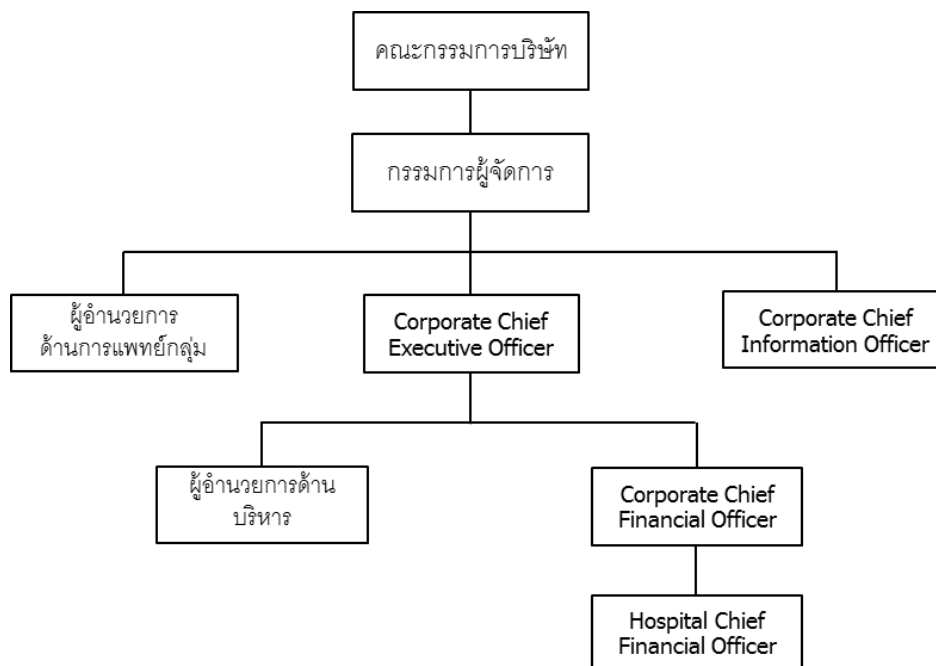 คณะกรรมการบริษัท
กรรมการผู้จัดการ
ผู้อำนวยการ
ด้านการแพทย์กลุ่ม
Corporate Chief
Executive Officer
Corporate Chief
Information Officer
ผู้อำนวยการด้าน
บริหาร
Corporate Chief
Financial Officer
Hospital Chief
Financial Officer